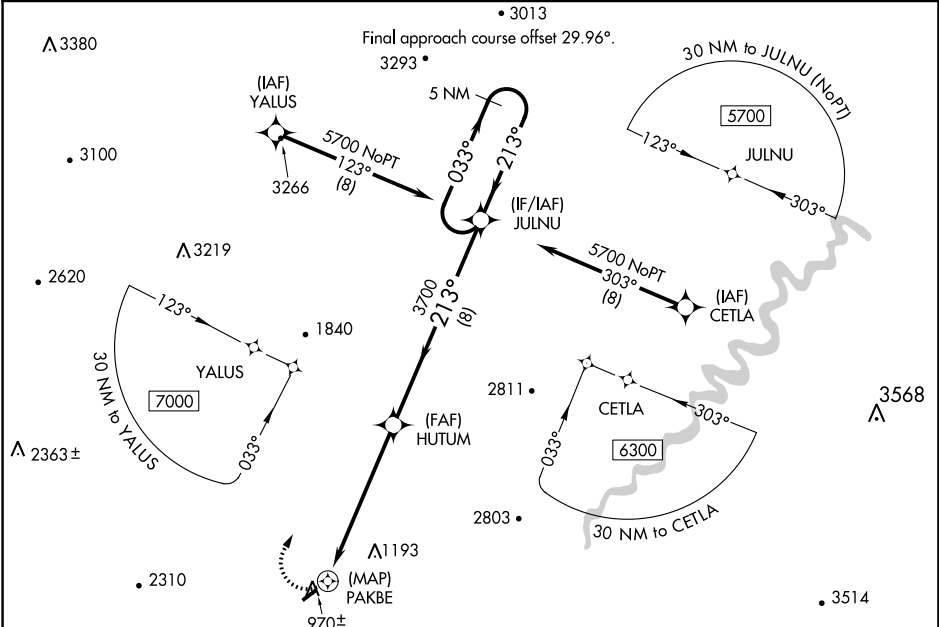 3013
3380
Final approach course offset 29.96°.
3293
(IAF)
YALUS
5 NM
30 NM to JULNU (NoPT)
5700
3100
5700 NoPT
123°
(8)
3266
033°
213°
123°
JULNU
303°
(IF/IAF)
JULNU
3219
2620
5700 NoPT
303°
(8)
(IAF)
CETLA
3700
213°
(8)
123°
1840
YALUS
7000
30 NM to YALUS
033°
2811
CETLA
303°
3568
(FAF)
HUTUM
033°
6300
2363±
2803
30 NM to CETLA
1193
2310
(MAP)
PAKBE
3514
970±